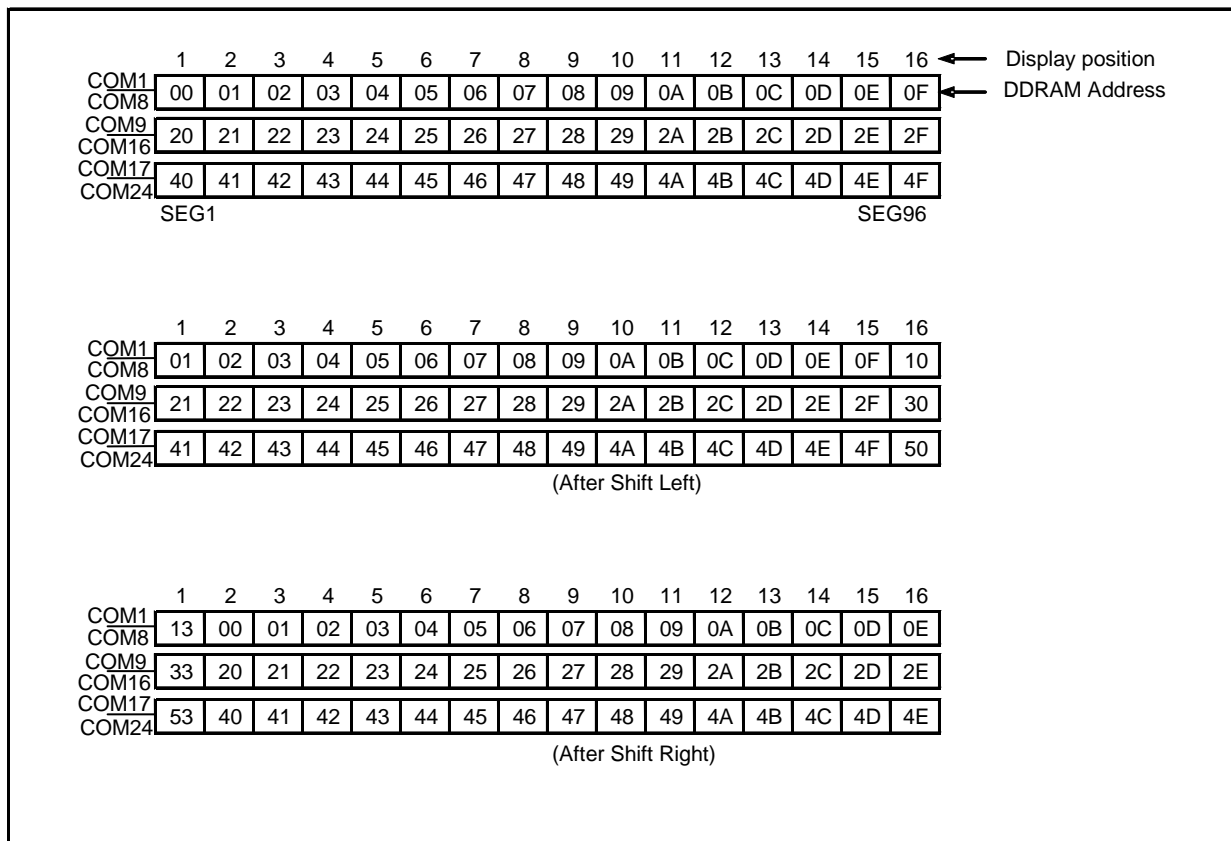 1 2 3 4 5 6 7 8 9 10 11 12 13 14 15 16 Display position
COM1
COM8
00 01 02 03 04 05 06 07 08 09 0A 0B 0C 0D 0E 0F DDRAM Address
COM9
COM16
20 21 22 23 24 25 26 27 28 29 2A 2B 2C 2D 2E 2F
COM17
COM24
40 41 42 43 44 45 46 47 48 49 4A 4B 4C 4D 4E 4F
SEG1 SEG96
1 2 3 4 5 6 7 8 9 10 11 12 13 14 15 16
COM1
COM8
01 02 03 04 05 06 07 08 09 0A 0B 0C 0D 0E 0F 10
COM9
COM16
21 22 23 24 25 26 27 28 29 2A 2B 2C 2D 2E 2F 30
COM17
COM24
41 42 43 44 45 46 47 48 49 4A 4B 4C 4D 4E 4F 50
(After Shift Left)
1 2 3 4 5 6 7 8 9 10 11 12 13 14 15 16
COM1
COM8
13 00 01 02 03 04 05 06 07 08 09 0A 0B 0C 0D 0E
COM9
COM16
33 20 21 22 23 24 25 26 27 28 29 2A 2B 2C 2D 2E
COM17
COM24
53 40 41 42 43 44 45 46 47 48 49 4A 4B 4C 4D 4E
(After Shift Right)